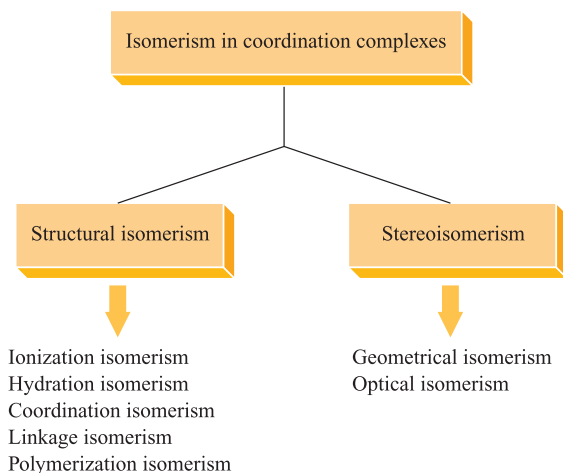 Isomerism in coordination complexes
Structural isomerism
Stereoisomerism
Ionization isomerism
Hydration isomerism
Coordination isomerism
Linkage isomerism
Polymerization isomerism
Geometrical isomerism
Optical isomerism